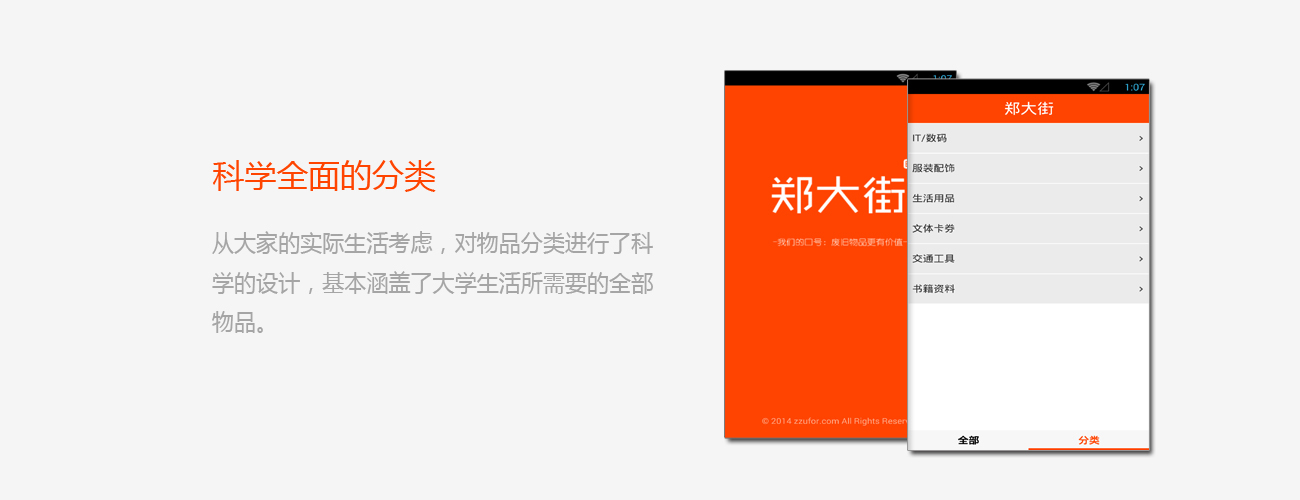 科学全面的分类
从大家的实际生活考虑，对物品分类进行了科
学的设计，基本涵盖了大学生活所需要的全部
物品。
1:07
郑大街
-我们的口号：废旧物品更有价值-
© 2014 zzufor.com All Rights Reserv
1:07
郑大街
IT/数码
服装配饰
生活用品
文体卡券
交通工具
书籍资料
全部
分类